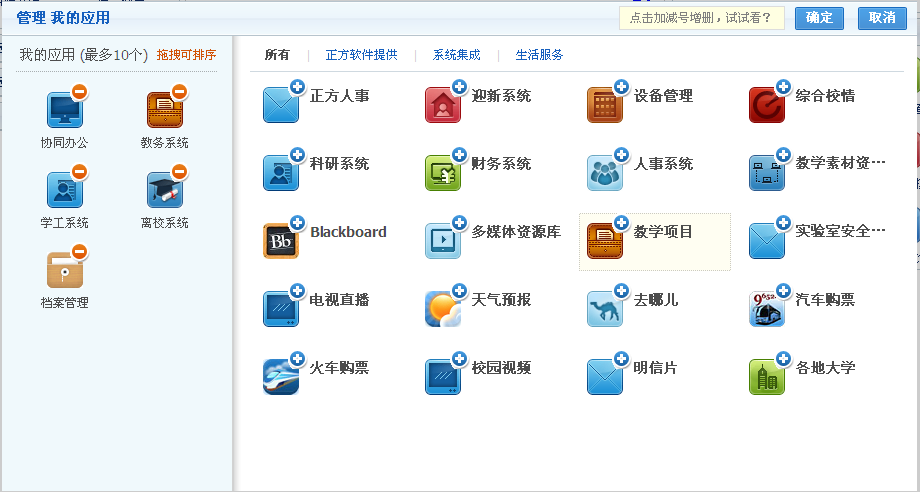 管理 我的应用
点击加减号增删，试试看？
确定
取消
我的应用 (最多10个) 拖拽可排序
协同办公
教务系统
学工系统
离校系统
档案管理
所有
正方软件提供
系统集成
生活服务
正方人事
迎新系统
设备管理
综合校情
科研系统
财务系统
人事系统
教学素材资…
Blackboard
多媒体资源库
教学项目
实验室安全…
电视直播
天气预报
去哪儿
汽车购票
火车购票
校园视频
明信片
各地大学